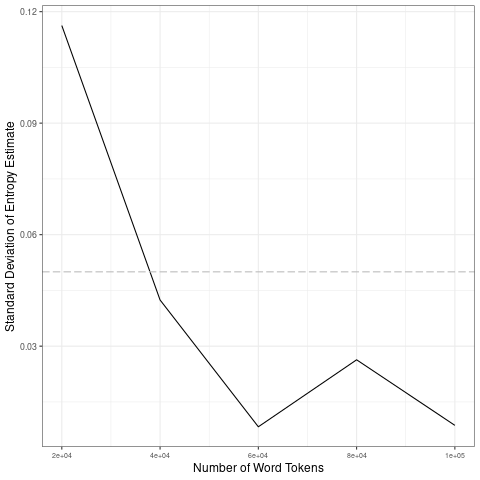 0.12
0.09
0.06
0.03
Standard Deviation of Entropy Estimate
2e+04 4e+04 6e+04 8e+04 1e+05
Number of Word Tokens